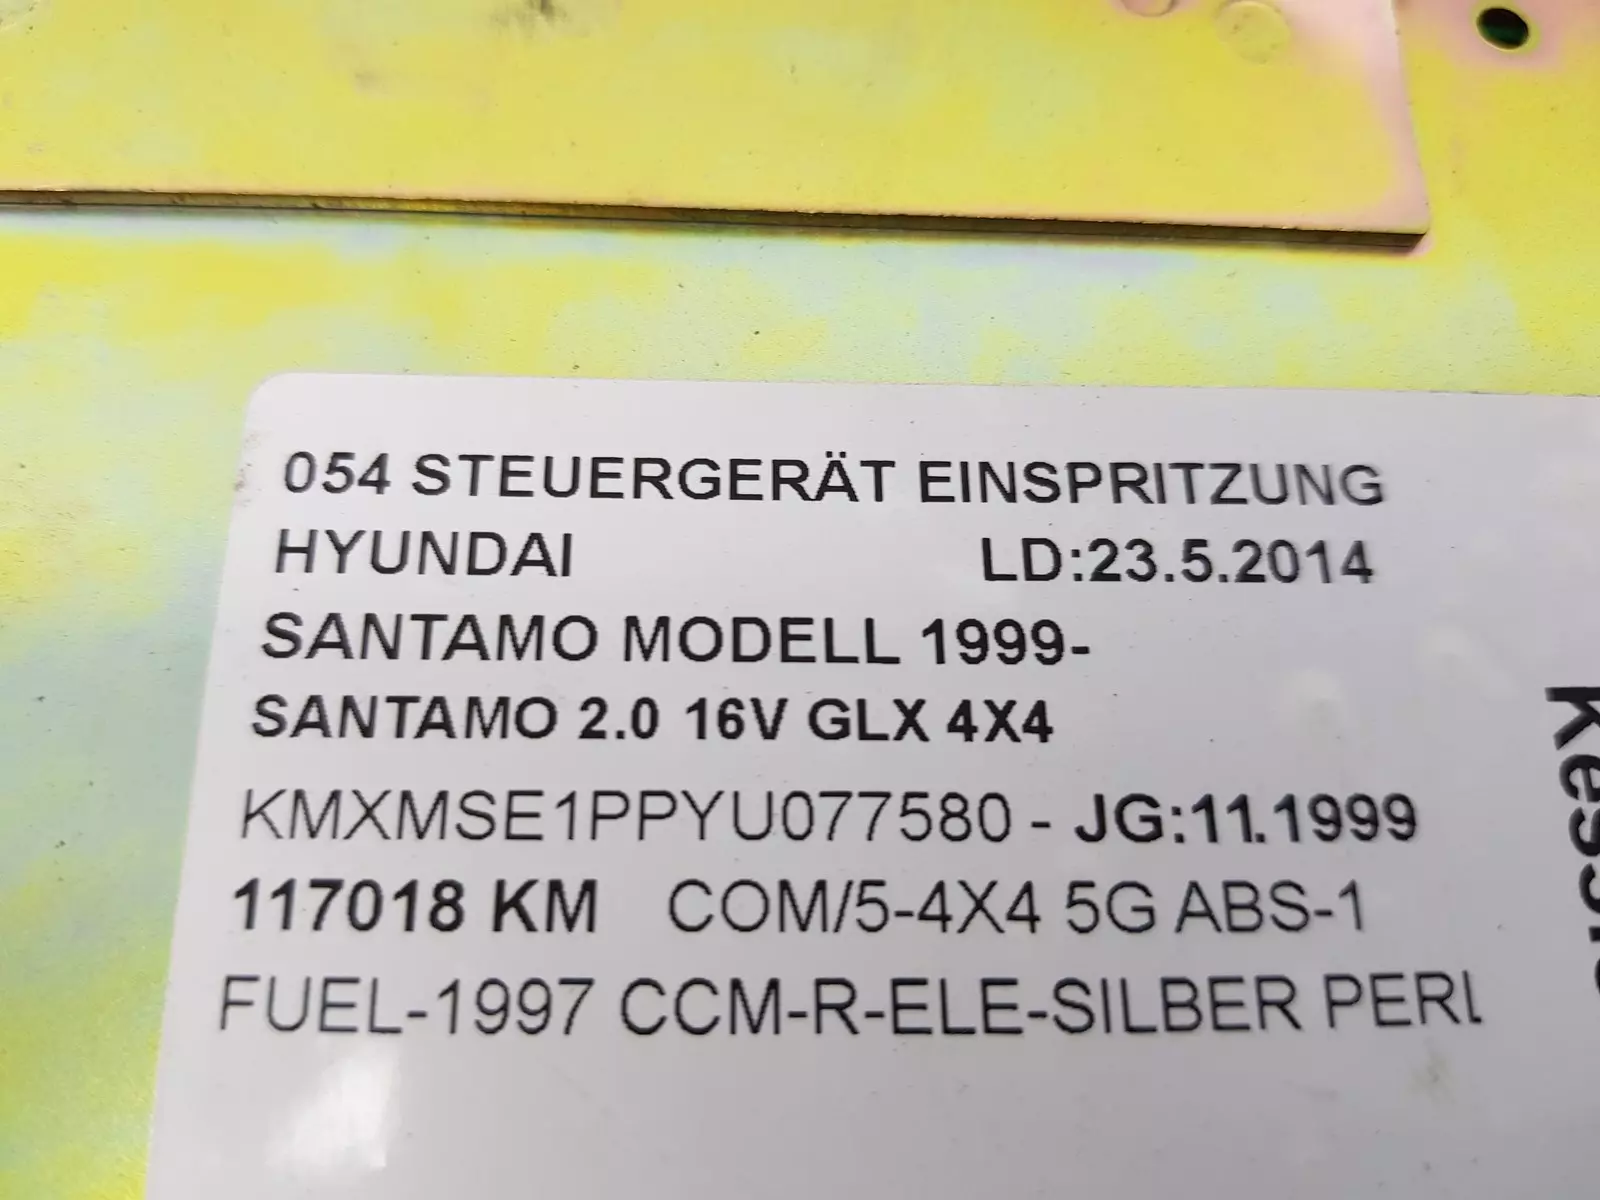 054 STEUERGERÄT EINSPRITZUNG
HYUNDAI LD:23.5.2014
SANTAMO MODELL 1999-
SANTAMO 2.0 16V GLX 4X4
KMXMSE1PPYU077580 - JG:11.1999
117018 KM COM/5-4X4 5G ABS-1
FUEL-1997 CCM-R-ELE-SILBER PERL